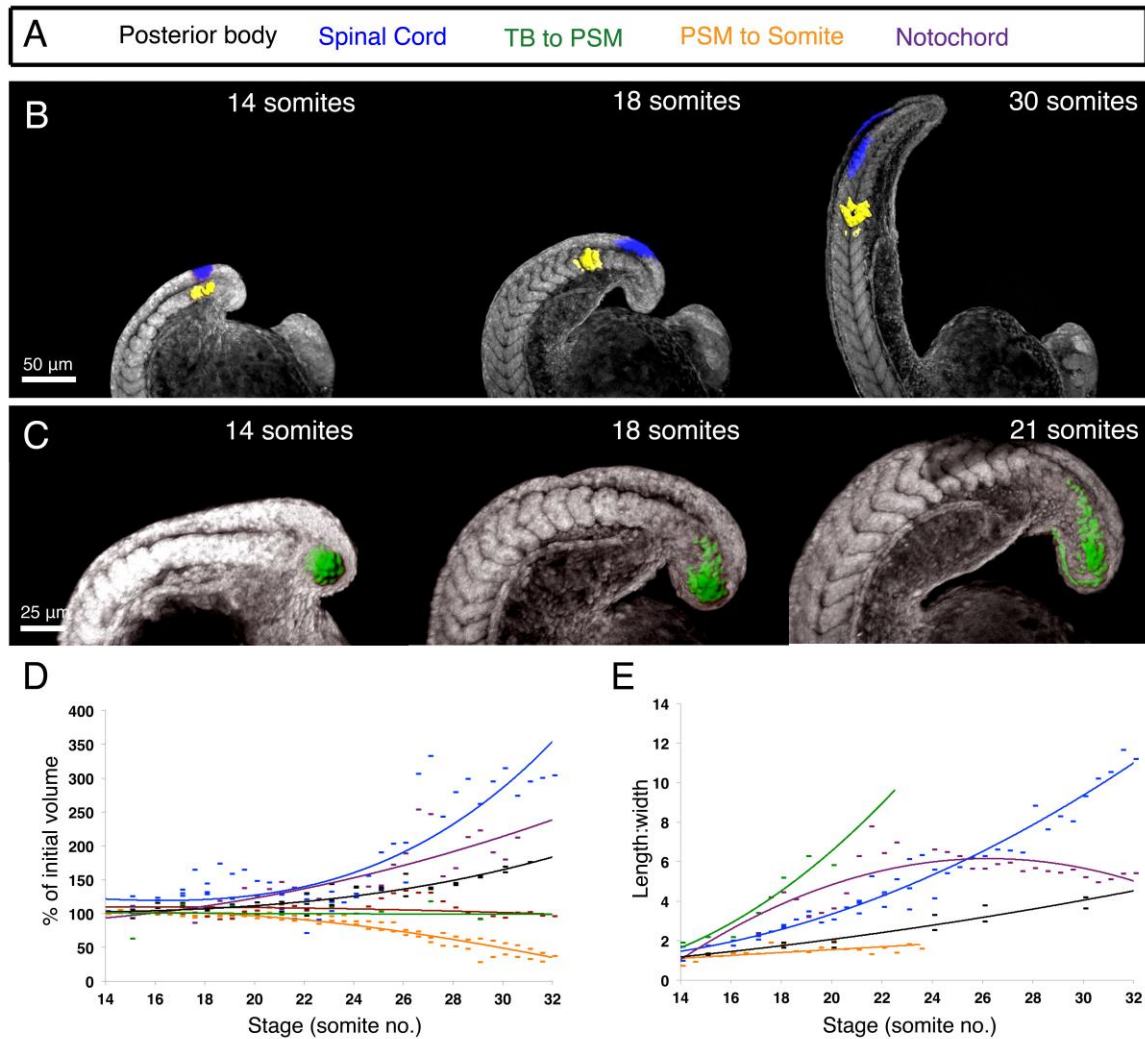 A Posterior body Spinal Cord TB to PSM PSM to Somite Notochord
B 14 somites 18 somites 30 somites
50 µm
C 14 somites 18 somites 21 somites
25 µm
D
400
350
300
250
200
150
100
50
0
% of initial volume
14 16 18 20 22 24 26 28 30 32
Stage (somite no.)
E
14
12
10
8
6
4
2
0
Length:width
14 16 18 20 22 24 26 28 30 32
Stage (somite no.)